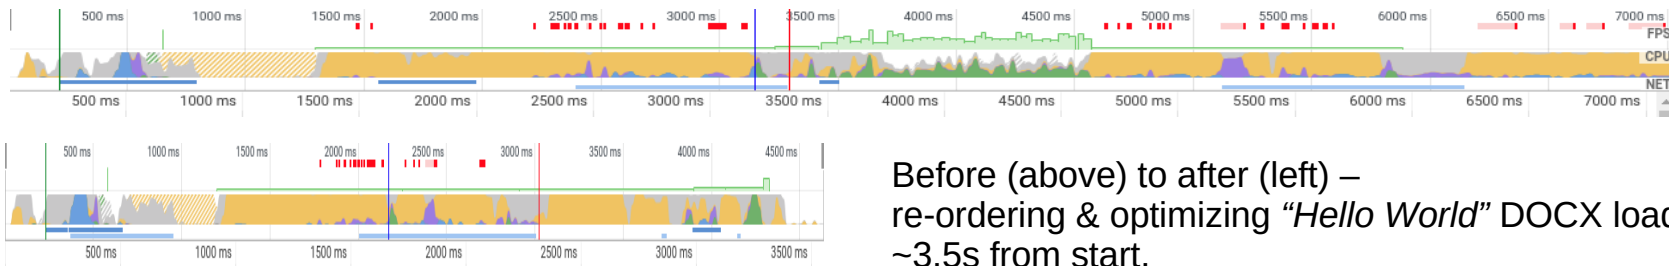 500 ms 1000 ms 1500 ms 2000 ms 2500 ms 3000 ms 3500 ms 4000 ms 4500 ms 5000 ms 5500 ms 6000 ms 6500 ms 7000 ms
FPS
CPU
NET
500 ms 1000 ms 1500 ms 2000 ms 2500 ms 3000 ms 3500 ms 4000 ms 4500 ms 5000 ms 5500 ms 6000 ms 6500 ms 7000 ms
500 ms 1000 ms 1500 ms 2000 ms 2500 ms 3000 ms 3500 ms 4000 ms 4500 ms
500 ms 1000 ms 1500 ms 2000 ms 2500 ms 3000 ms 3500 ms
Before (above) to after (left) –
re-ordering & optimizing “Hello World” DOCX load
~3.5s from start.